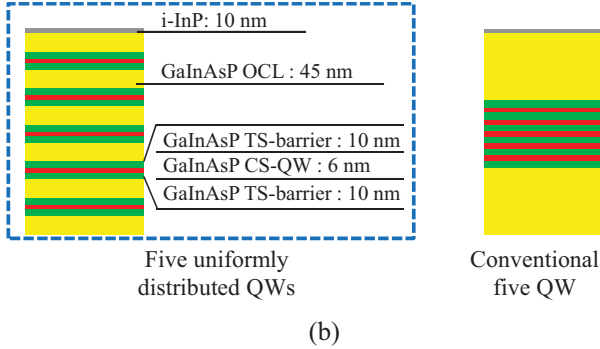 i-InP: 10 nm
GaInAsP OCL : 45 nm
GaInAsP TS-barrier : 10 nm
GaInAsP CS-QW : 6 nm
GaInAsP TS-barrier : 10 nm
Five uniformly
distributed QWs
Conventional
five QW
(b)